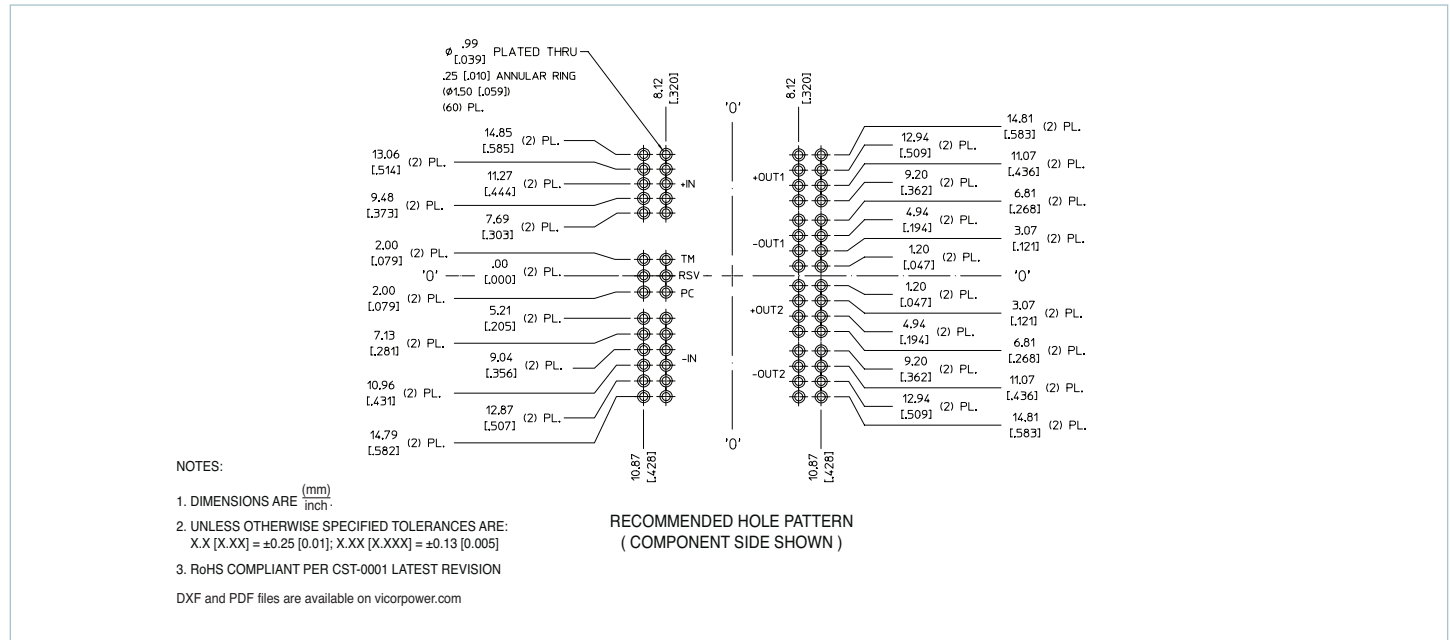 ø .99 PLATED THRU
[.039]
.25 [.010] ANNULAR RING
(ø1.50 [.059])
(60) PL.
8.12
[.320]
'0'
8.12
[.320]
14.85
[.585] (2) PL.
13.06
[.514] (2) PL.
11.27
[.444] (2) PL.
9.48
[.373] (2) PL.
7.69
[.303] (2) PL.
2.00
[.079] (2) PL.
'0'
.00
[.000] (2) PL.
2.00
[.079] (2) PL.
5.21
[.205] (2) PL.
7.13
[.281] (2) PL.
9.04
[.356] (2) PL.
10.96
[.431] (2) PL.
12.87
[.507] (2) PL.
14.79
[.582] (2) PL.
+IN
TM
RSV
PC
-IN
+OUT1
-OUT1
+OUT2
-OUT2
14.81
[.583] (2) PL.
12.94
[.509] (2) PL.
11.07
[.436] (2) PL.
9.20
[.362] (2) PL.
6.81
[.268] (2) PL.
4.94
[.194] (2) PL.
3.07
[.121] (2) PL.
1.20
[.047] (2) PL.
'0'
1.20
[.047] (2) PL.
3.07
[.121] (2) PL.
4.94
[.194] (2) PL.
6.81
[.268] (2) PL.
9.20
[.362] (2) PL.
11.07
[.436] (2) PL.
12.94
[.509] (2) PL.
14.81
[.583] (2) PL.
10.87
[.428]
'0'
10.87
[.428]
RECOMMENDED HOLE PATTERN
( COMPONENT SIDE SHOWN )
NOTES:
1. DIMENSIONS ARE (mm)
inch.
2. UNLESS OTHERWISE SPECIFIED TOLERANCES ARE:
X.X [X.XX] = ±0.25 [0.01]; X.XX [X.XXX] = ±0.13 [0.005]
3. RoHS COMPLIANT PER CST-0001 LATEST REVISION
DXF and PDF files are available on vicorpower.com